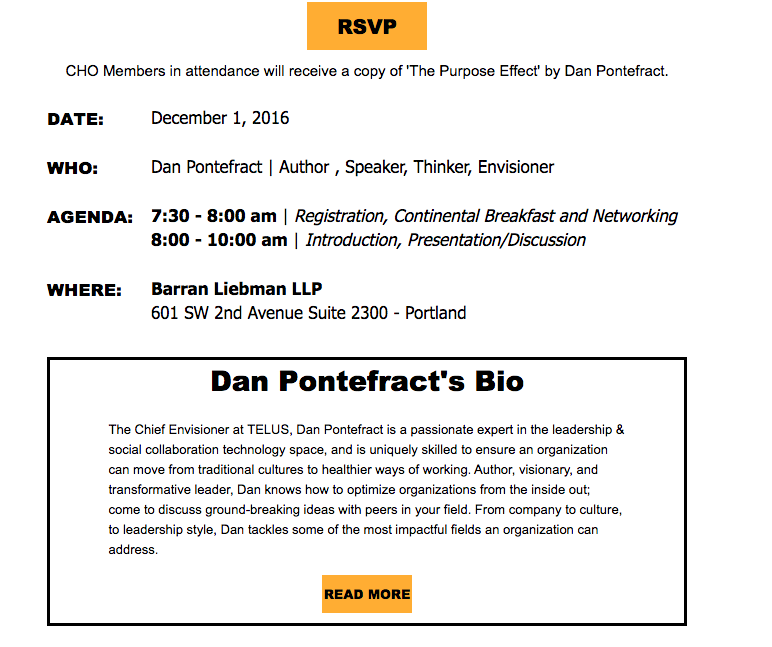 RSVP
CHO Members in attendance will receive a copy of 'The Purpose Effect' by Dan Pontefract.
DATE: December 1, 2016
WHO: Dan Pontefract | Author , Speaker, Thinker, Envisioner
AGENDA: 7:30 - 8:00 am | Registration, Continental Breakfast and Networking
8:00 - 10:00 am | Introduction, Presentation/Discussion
WHERE: Barran Liebman LLP
601 SW 2nd Avenue Suite 2300 - Portland
Dan Pontefract's Bio
The Chief Envisioner at TELUS, Dan Pontefract is a passionate expert in the leadership &
social collaboration technology space, and is uniquely skilled to ensure an organization
can move from traditional cultures to healthier ways of working. Author, visionary, and
transformative leader, Dan knows how to optimize organizations from the inside out;
come to discuss ground-breaking ideas with peers in your field. From company to culture,
to leadership style, Dan tackles some of the most impactful fields an organization can
address.
READ MORE